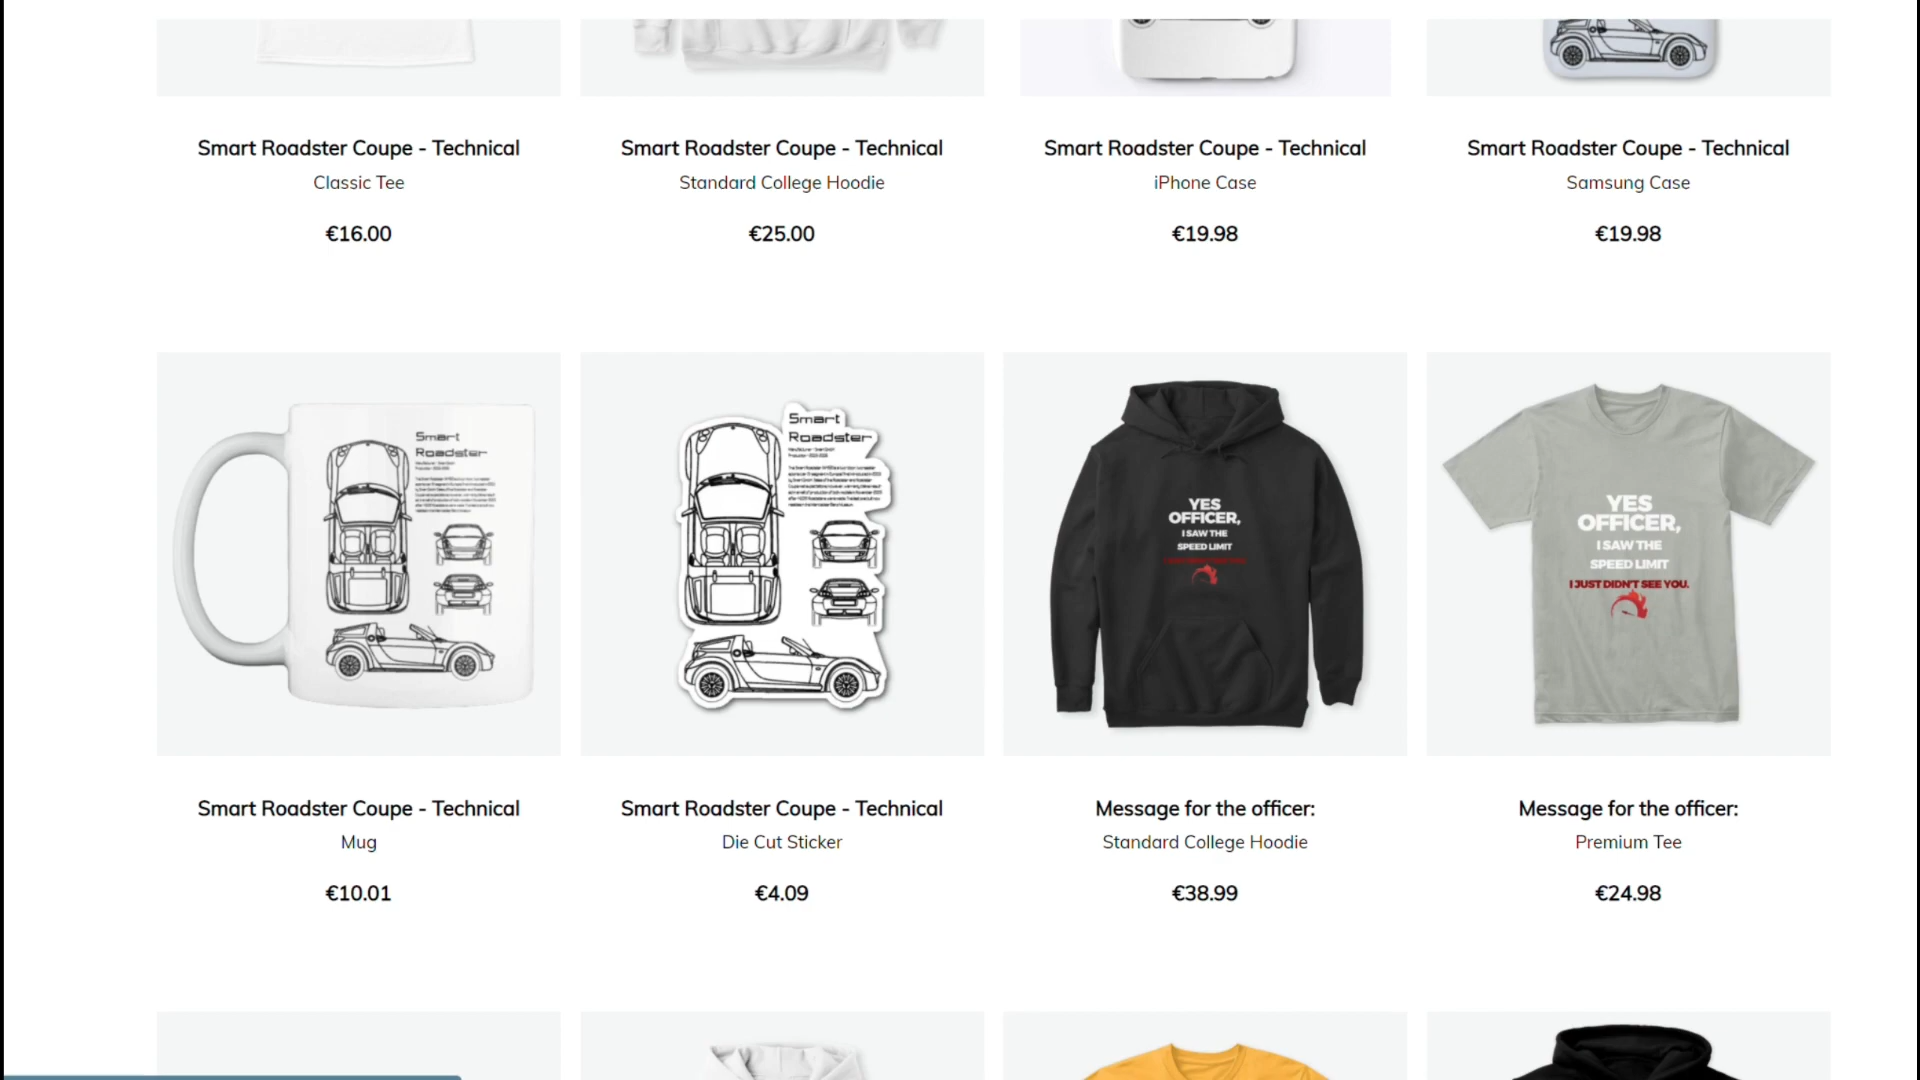 Smart Roadster Coupe - Technical
Classic Tee
€16.00
Smart Roadster Coupe - Technical
Standard College Hoodie
€25.00
Smart Roadster Coupe - Technical
iPhone Case
€19.98
Smart Roadster Coupe - Technical
Samsung Case
€19.98
Smart
Roadster
Smart
Roadster
YES
OFFICER,
I SAW THE
SPEED LIMIT
YES
OFFICER,
I SAW THE
SPEED LIMIT
I JUST DIDN'T SEE YOU.
Smart Roadster Coupe - Technical
Mug
€10.01
Smart Roadster Coupe - Technical
Die Cut Sticker
€4.09
Message for the officer:
Standard College Hoodie
€38.99
Message for the officer:
Premium Tee
€24.98